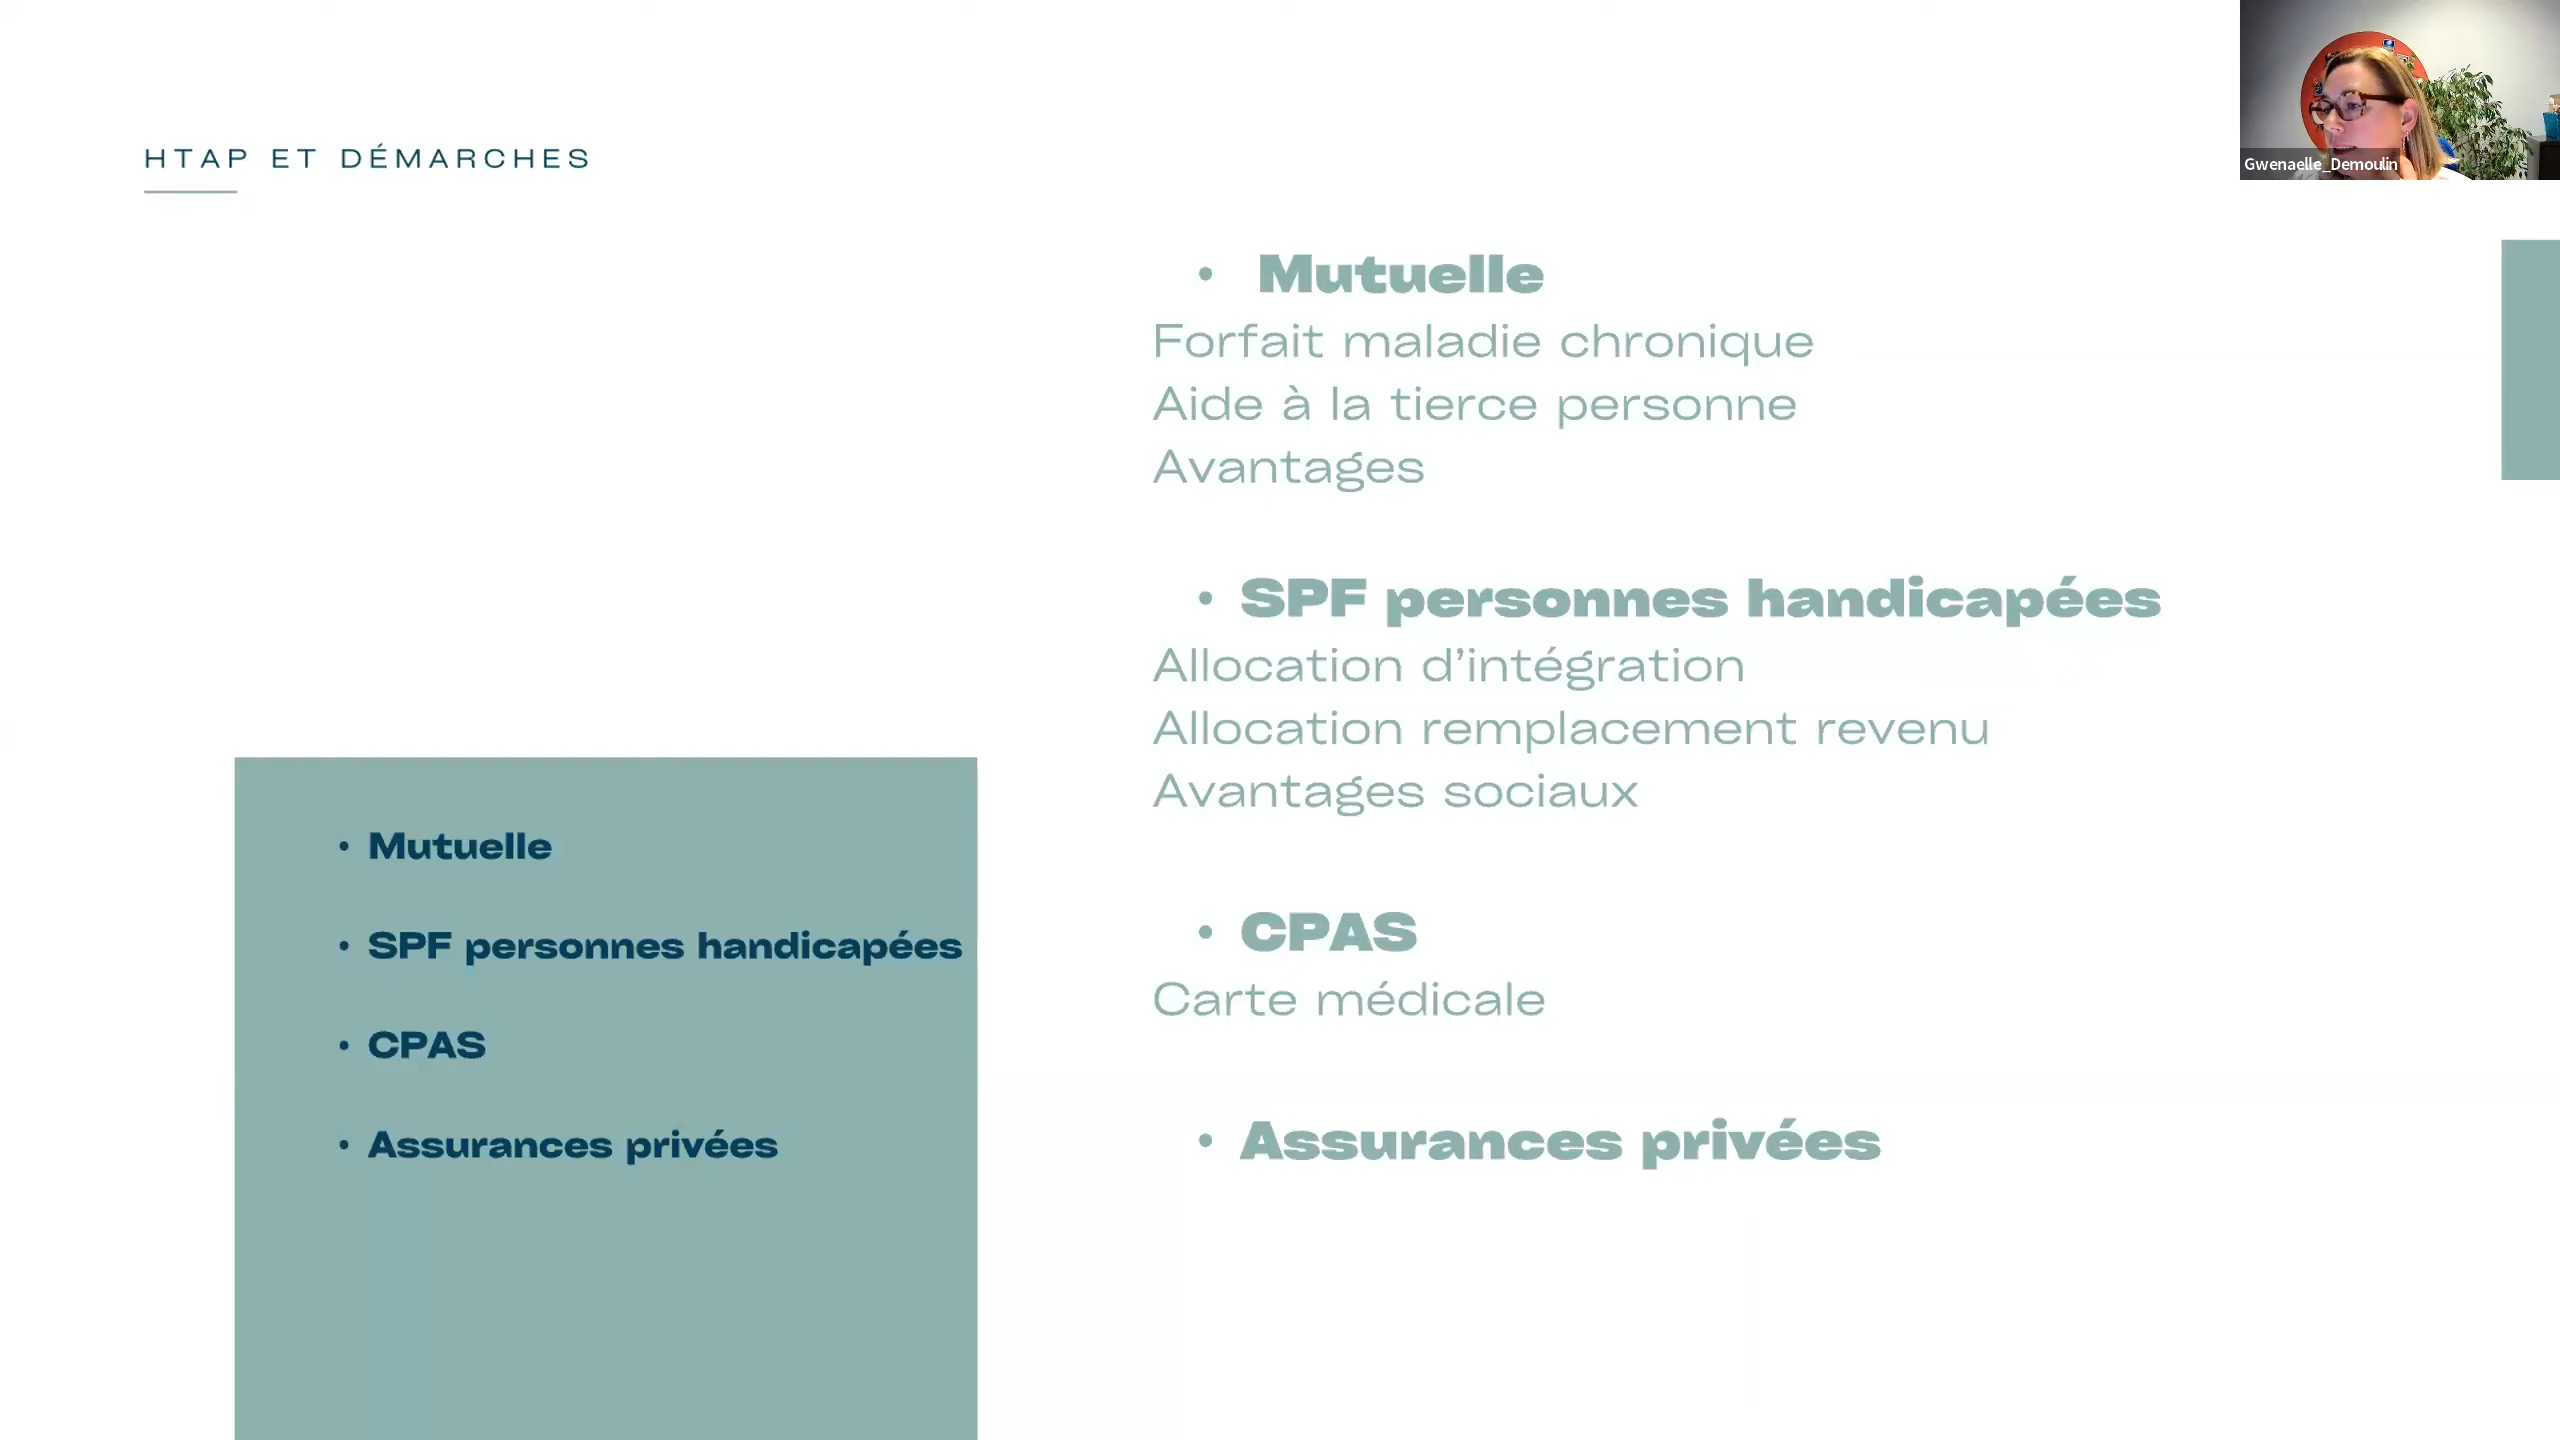 HTAP ET DÉMARCHES
Gwenaelle_Demoulin
• Mutuelle
• SPF personnes handicapées
• CPAS
• Assurances privées
• Mutuelle
Forfait maladie chronique
Aide à la tierce personne
Avantages
• SPF personnes handicapées
Allocation d’intégration
Allocation remplacement revenu
Avantages sociaux
• CPAS
Carte médicale
• Assurances privées